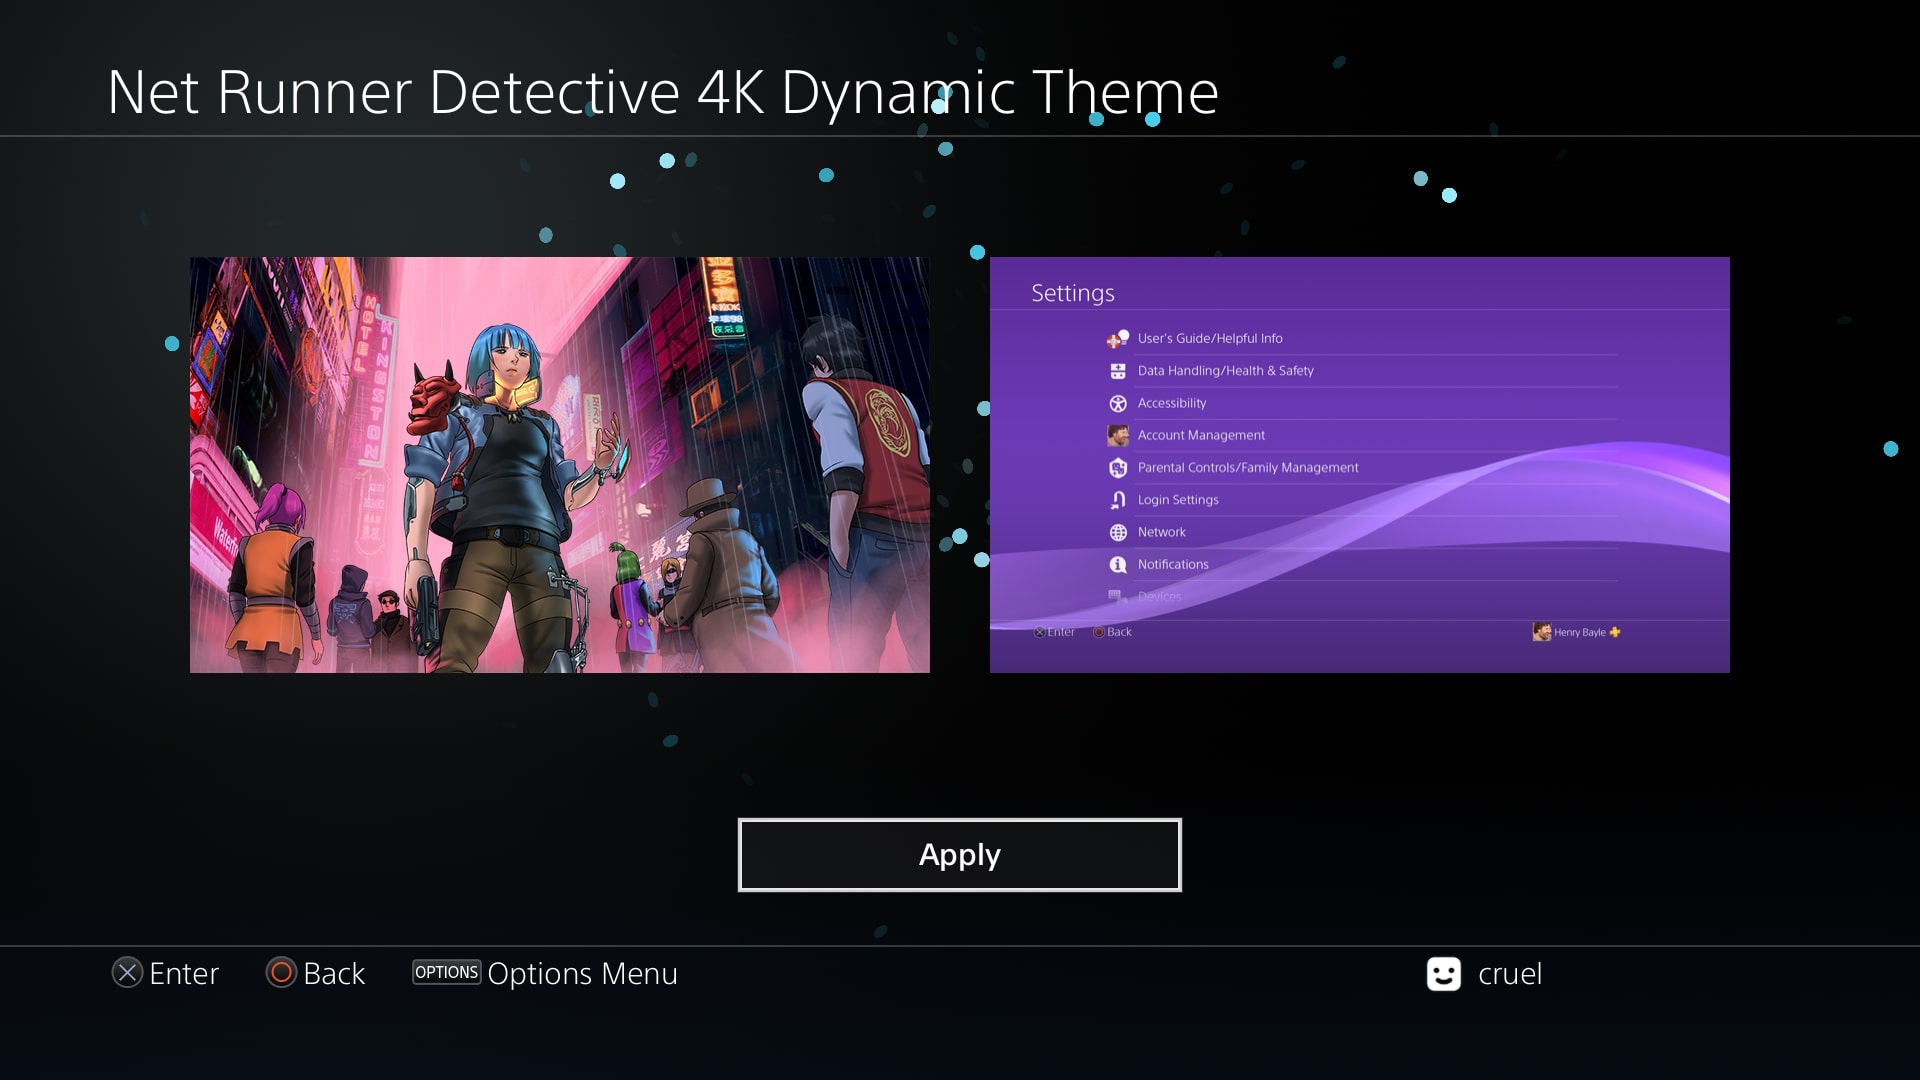 Net Runner Detective 4K Dynamic Theme
HOTEL
KINGSTON
Settings
User's Guide/Helpful Info
Data Handling/Health & Safety
Accessibility
Account Management
Parental Controls/Family Management
Login Settings
Network
Notifications
Devices
Enter
Back
Henry Bayle
Apply
Enter
Back
OPTIONS Options Menu
cruel